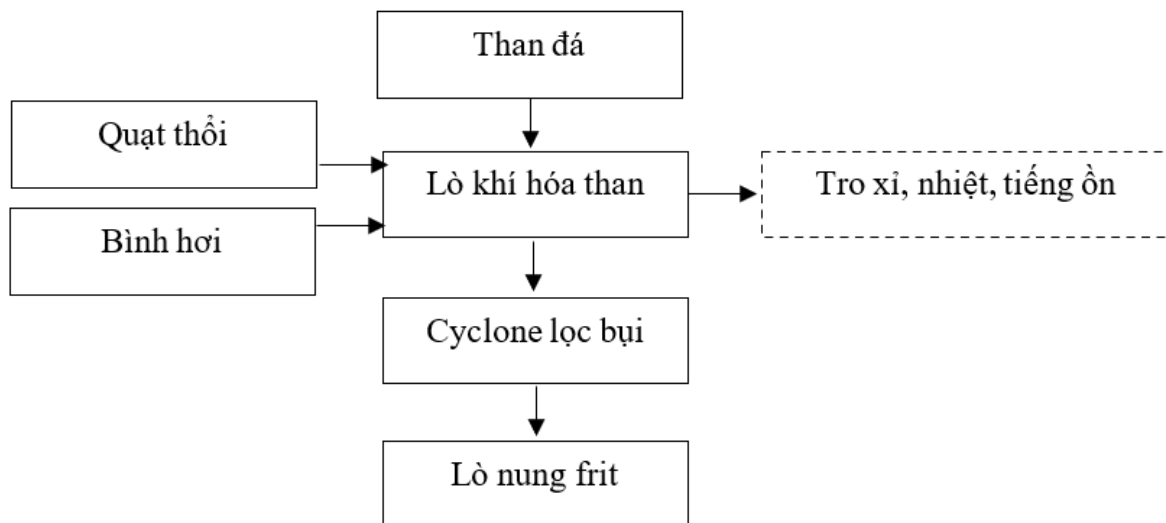 Than đá
Quạt thổi
Lò khí hóa than
Tro xỉ, nhiệt, tiếng ồn
Bình hơi
Cyclone lọc bụi
Lò nung frit